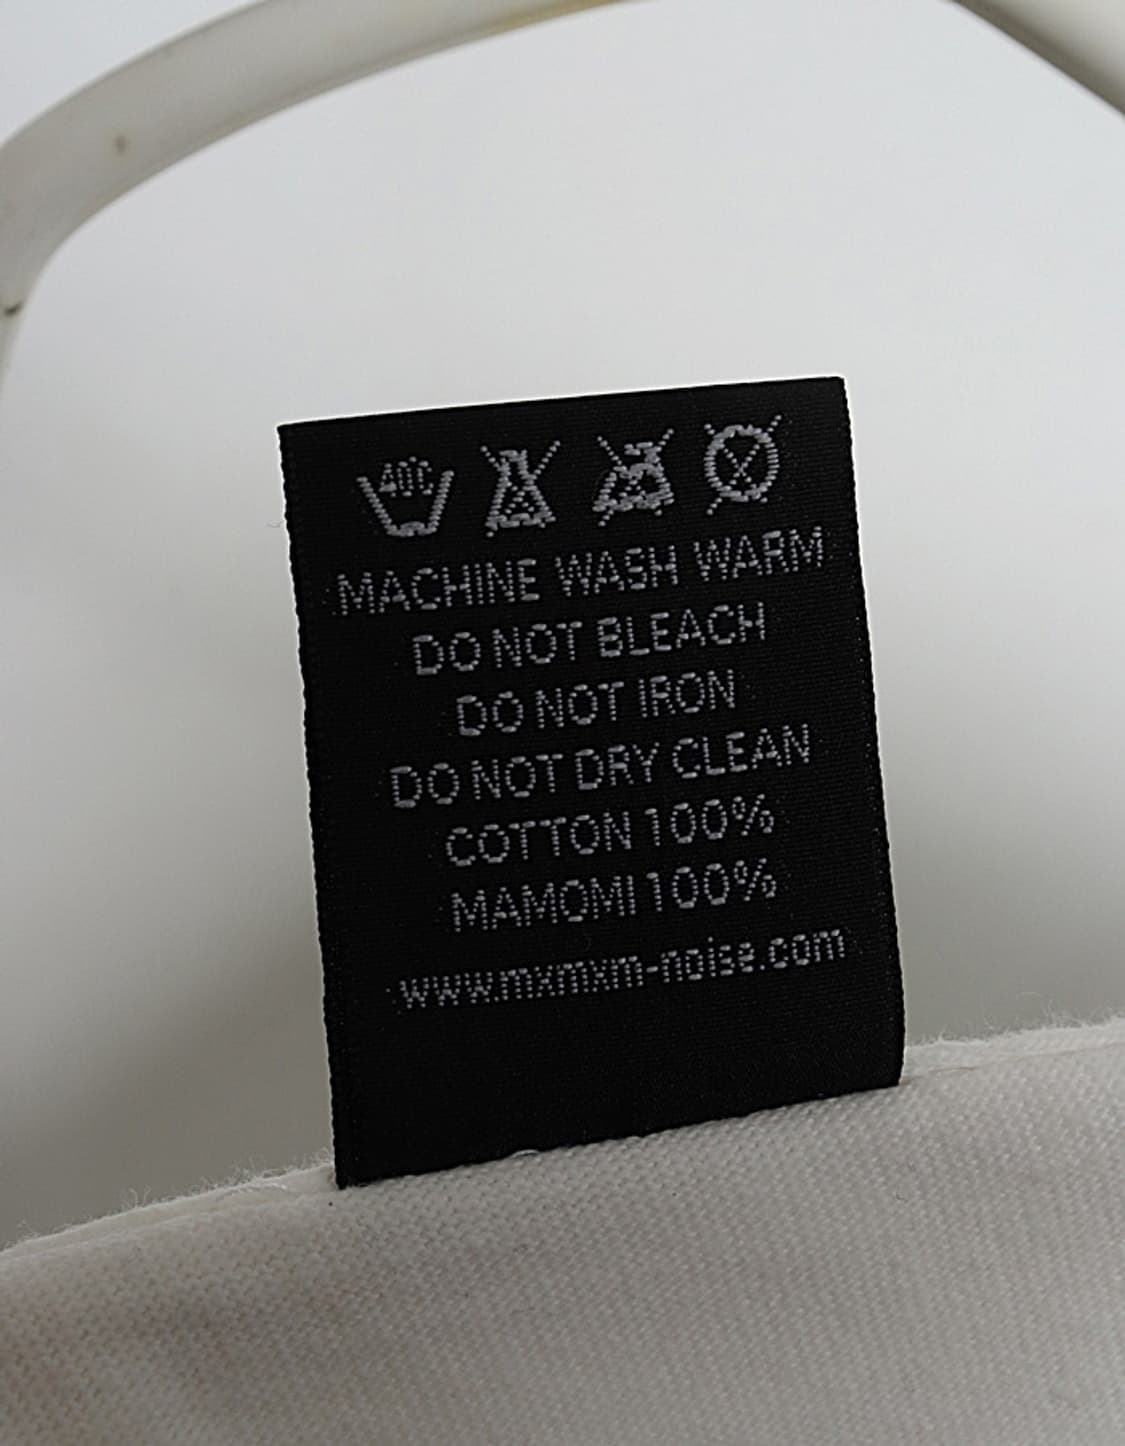 40C
MACHINE WASH WARM
DO NOT BLEACH
DO NOT IRON
DO NOT DRY CLEAN
COTTON 100%
MAMOMI 100%
www.mxmxm-noise.com